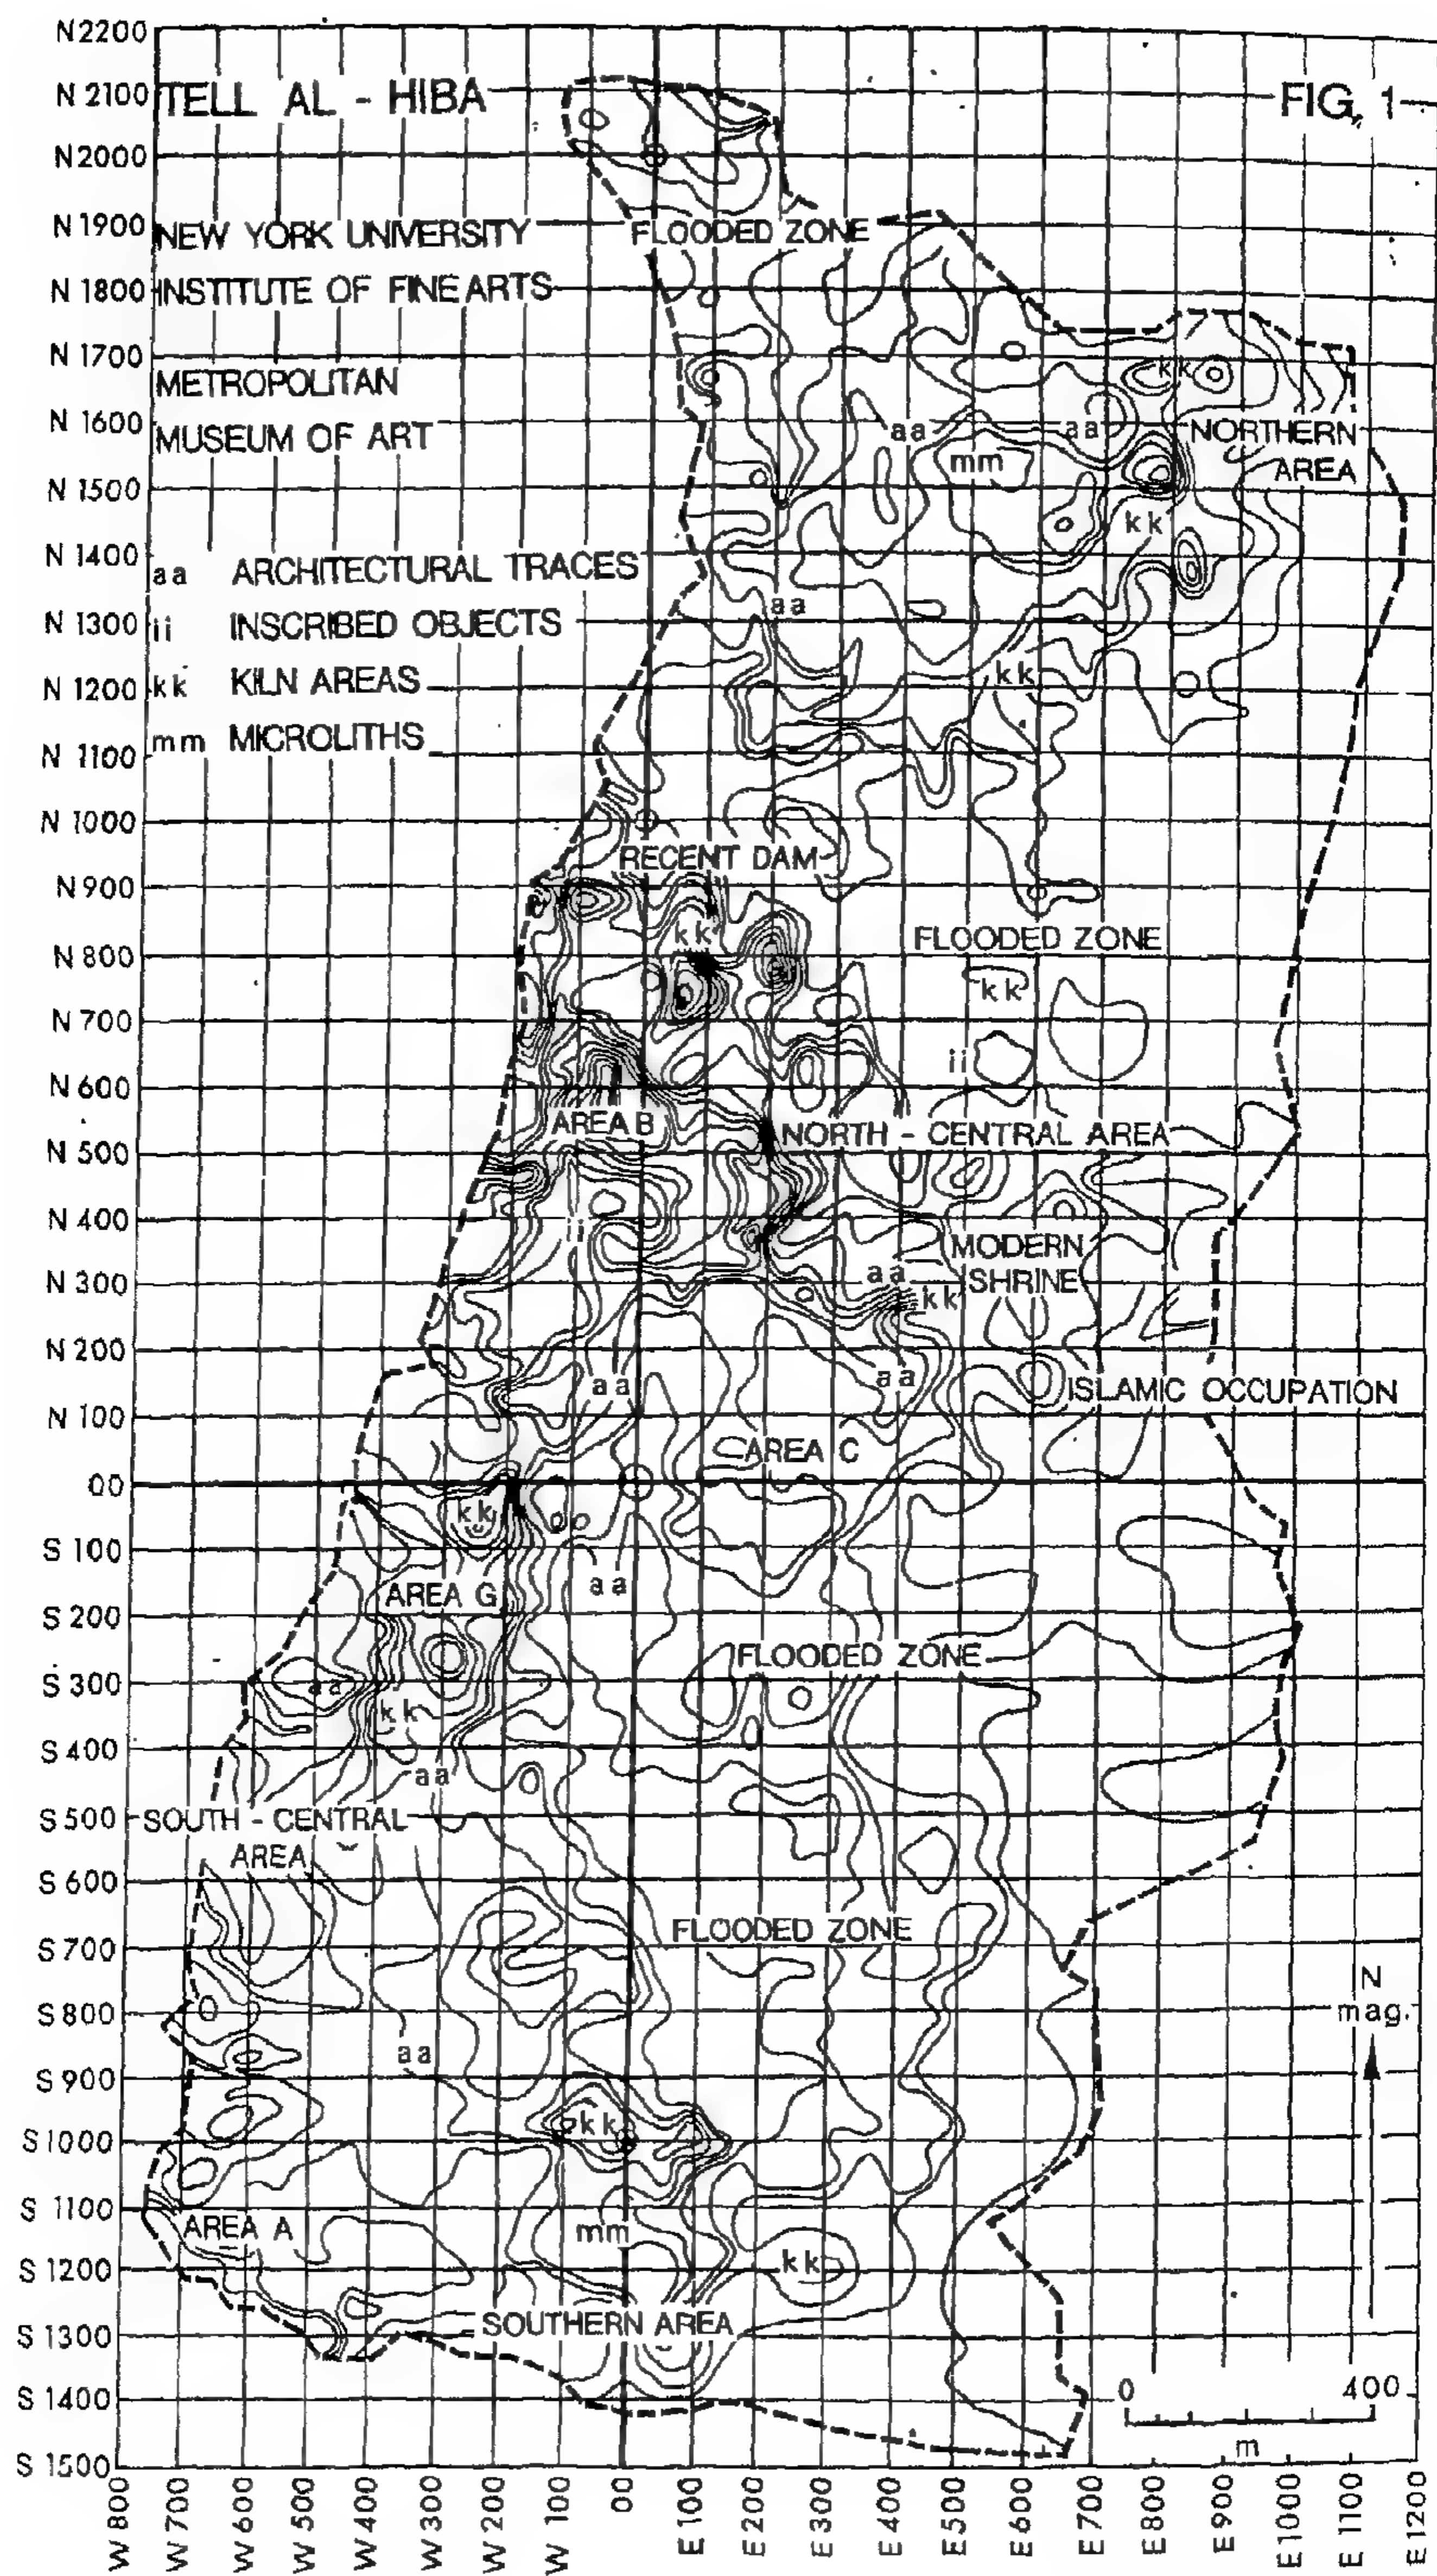 N2200
N 2100 TELL AL - HIBA FIG. 1
N2000
N 1900 NEW YORK UNIVERSITY FLOODED ZONE
N 1800 INSTITUTE OF FINE ARTS
N 1700
kk
METROPOLITAN
N 1600 MUSEUM OF ART
aa aa NORTHERN
mm AREA
N 1500
kk
N 1400
aa ARCHITECTURAL TRACES
aa
N 1300 ii INSCRIBED OBJECTS
N 1200 kk KILN AREAS
kk
mm MICROLITHS
N 1100
N 1000
RECENT DAM
N900
kk FLOODED ZONE
N 800
kk
N 700
ii
N 600
AREA B NORTH - CENTRAL AREA
N 500
N 400
ii
MODERN
aa SHRINE
N 300
kk
N 200
aa aa ISLAMIC OCCUPATION
N 100
AREA C
00
kk
S 100
aa
AREA G
S 200
FLOODED ZONE
S 300
aa
kk
S 400
aa
S 500 SOUTH - CENTRAL
AREA
S 600
FLOODED ZONE
S 700
N
S 800 mag.
aa
S 900
kk
S 1000
S 1100
AREA A mm
kk
S 1200
SOUTHERN AREA
S 1300
S 1400
0 400
m
S 1500
W 800 W 700 W 600 W 500 W 400 W 300 W 200 W 100 00 E 100 E 200 E 300 E 400 E 500 E 600 E 700 E 800 E 900 E 1000 E 1100 E 1200